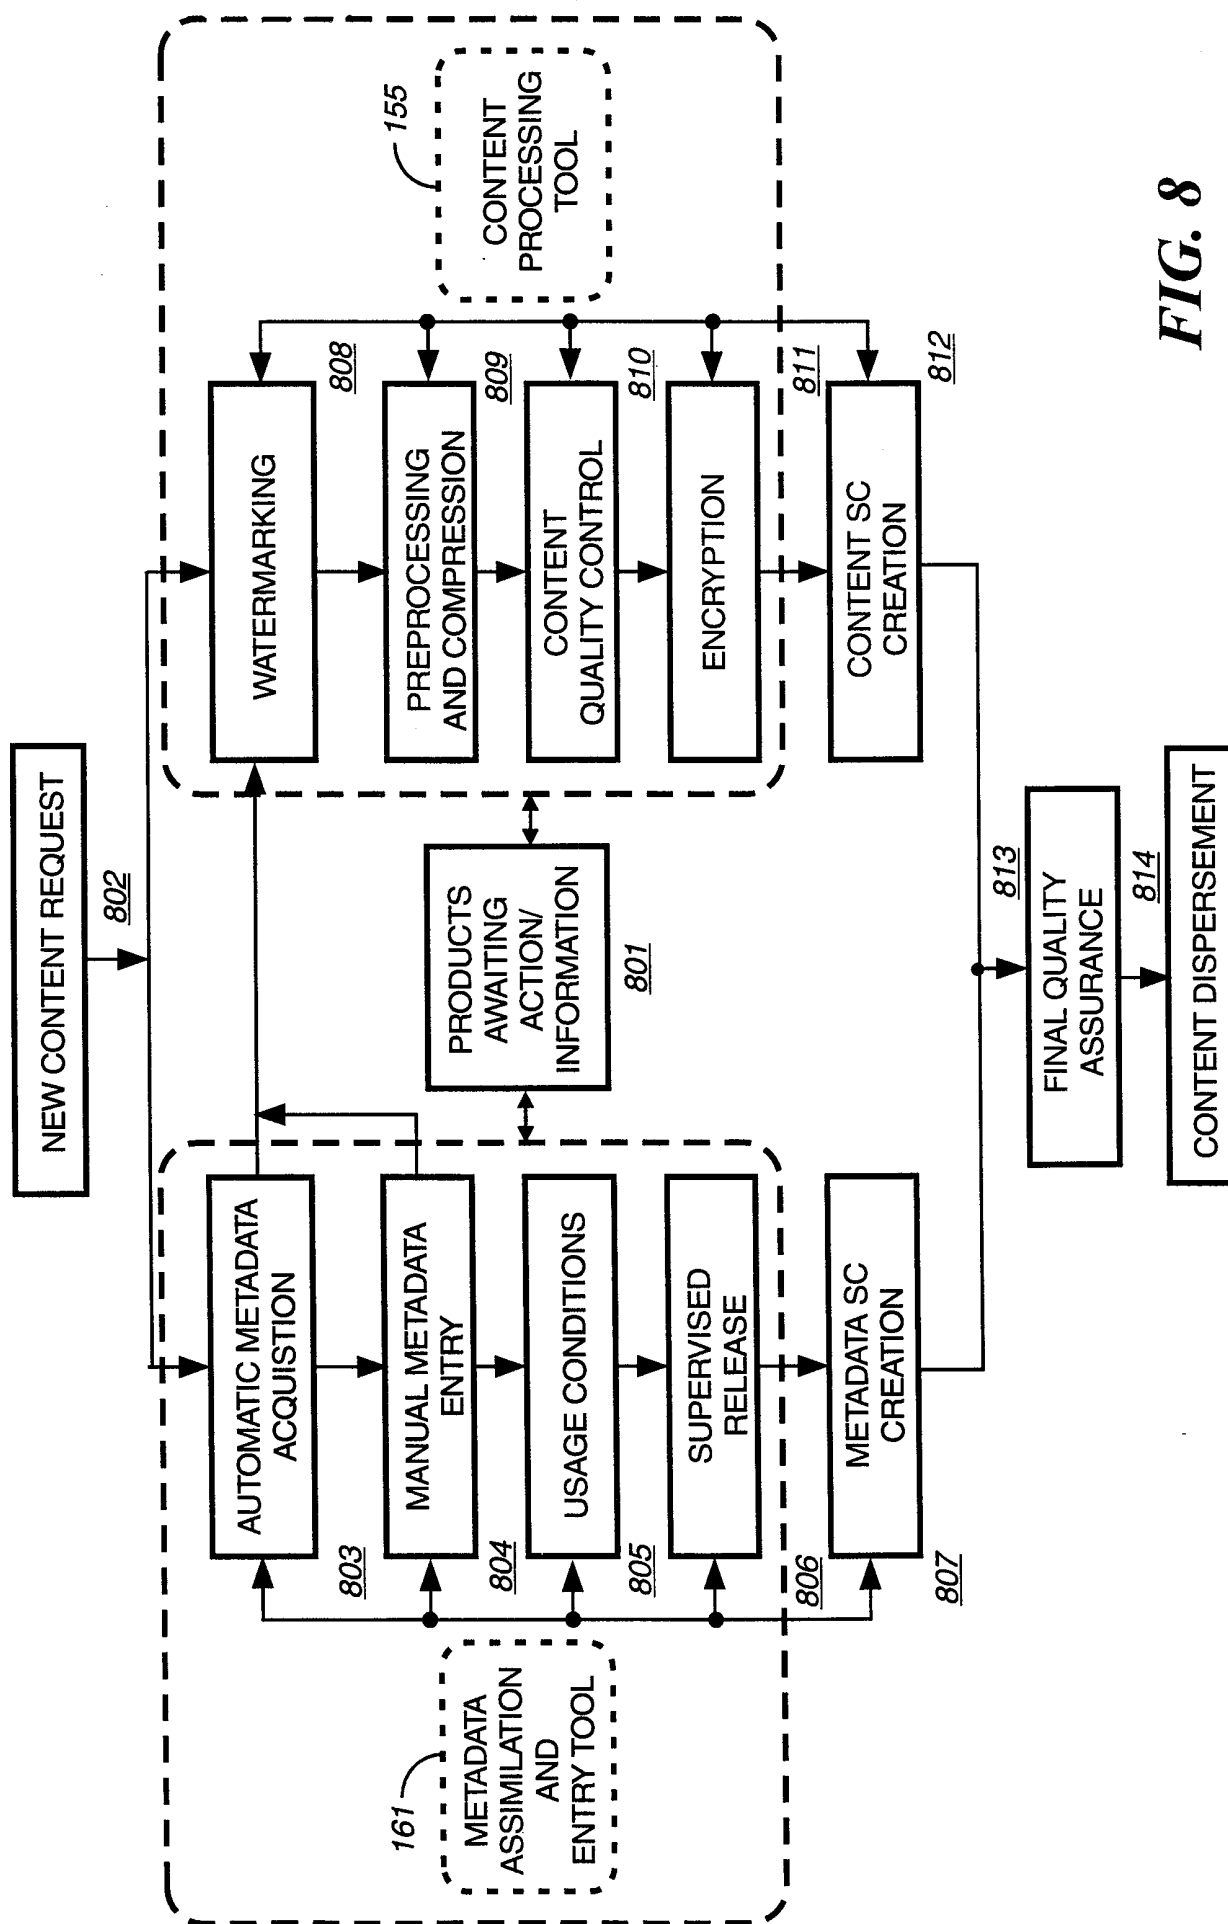 NEW CONTENT REQUEST
802
161
METADATA
ASSIMILATION
AND
ENTRY TOOL
AUTOMATIC METADATA
ACQUISTION
803
MANUAL METADATA
ENTRY
804
USAGE CONDITIONS
805
SUPERVISED
RELEASE
806
METADATA SC
CREATION
807
PRODUCTS
AWAITING
ACTION/
INFORMATION
801
WATERMARKING
808
PREPROCESSING
AND COMPRESSION
809
CONTENT
QUALITY CONTROL
810
ENCRYPTION
811
CONTENT SC
CREATION
812
155
CONTENT
PROCESSING
TOOL
813
FINAL QUALITY
ASSURANCE
814
CONTENT DISPERSEMENT
FIG. 8